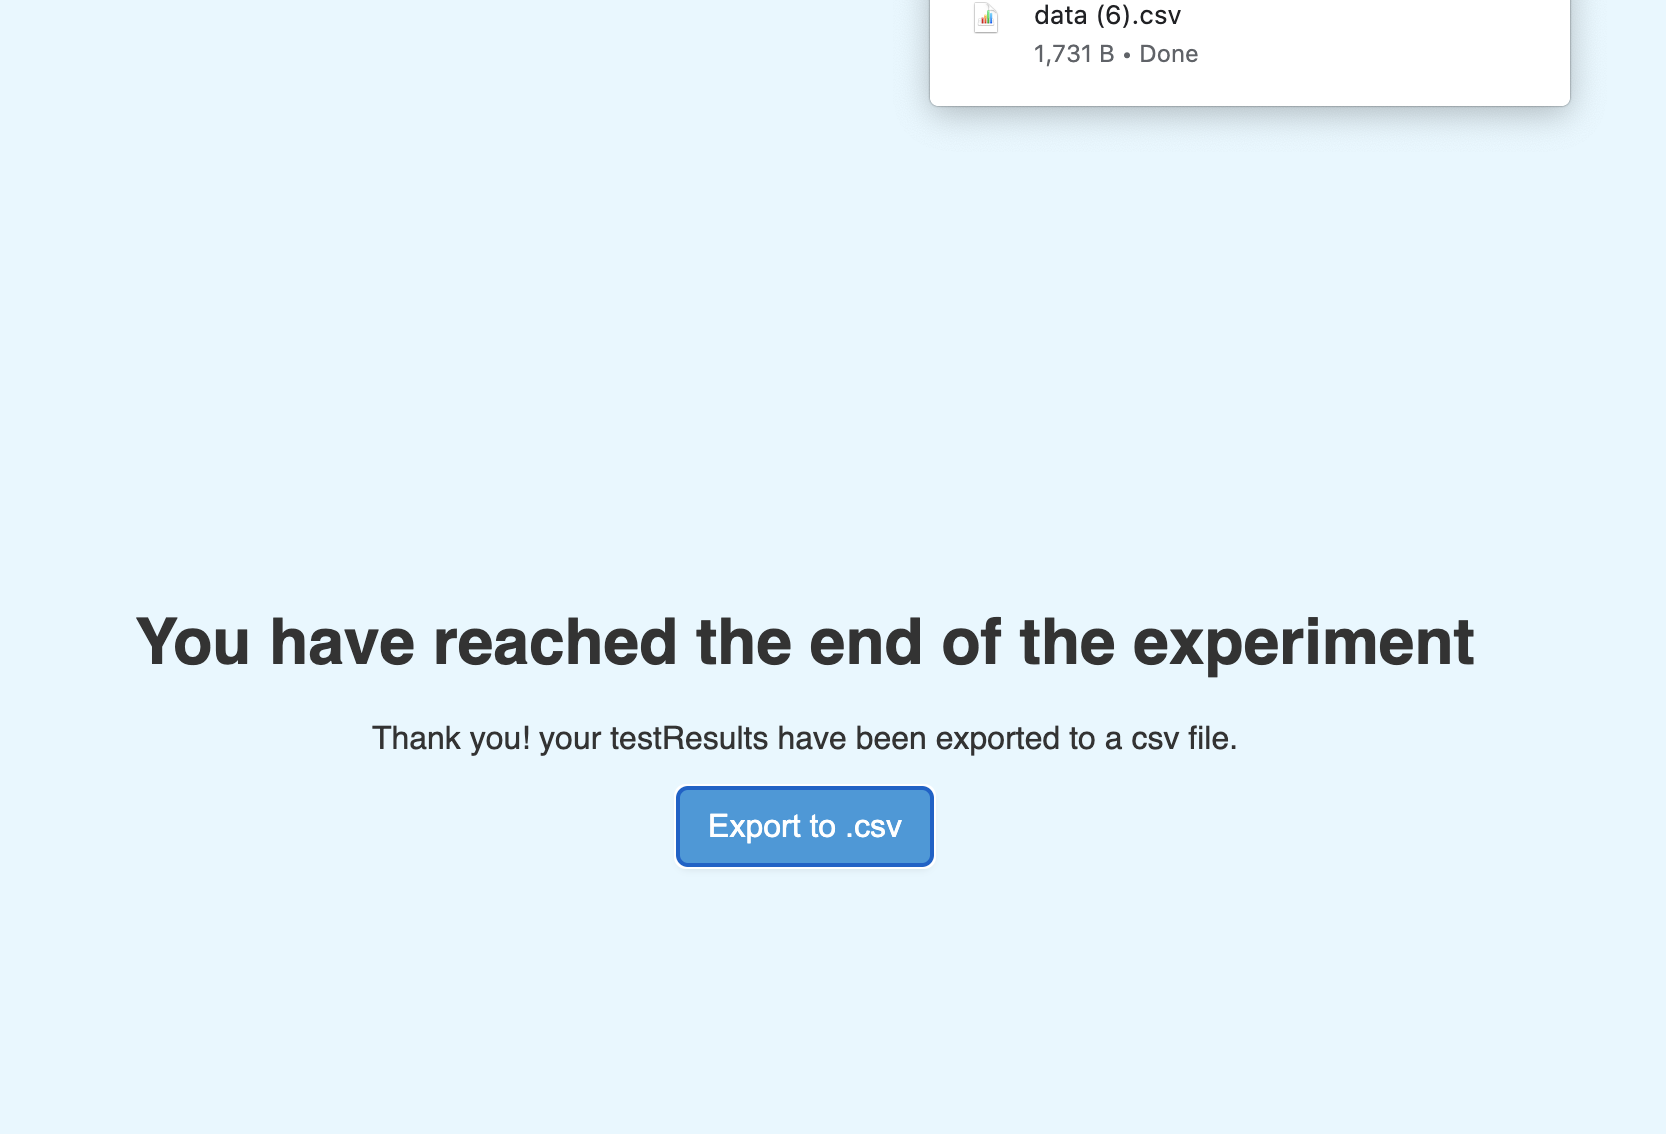 data (6).csv
1,731 B • Done
You have reached the end of the experiment
Thank you! your testResults have been exported to a csv file.
Export to .csv